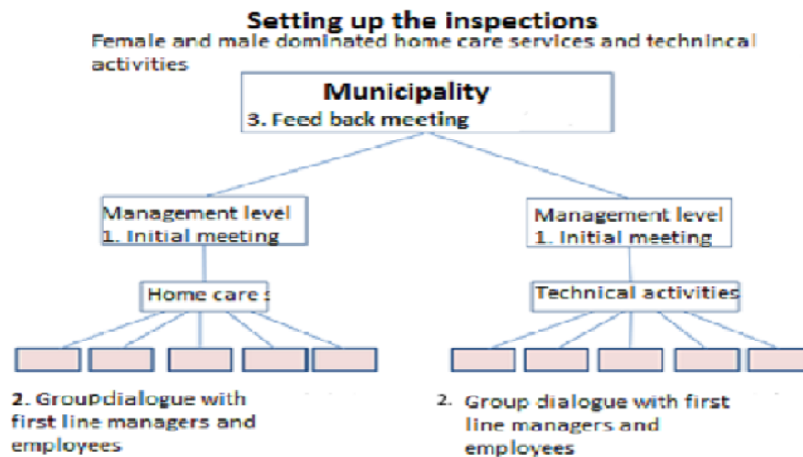 Setting up the inspections
Female and male dominated home care services and technincal
activities
Municipality
3. Feed back meeting
Management level
1. Initial meeting
Management level
1. Initial meeting
Home care s
Technical activities
2. Group dialogue with
first line managers and
employees
2. Group dialogue with first
line managers and
employees